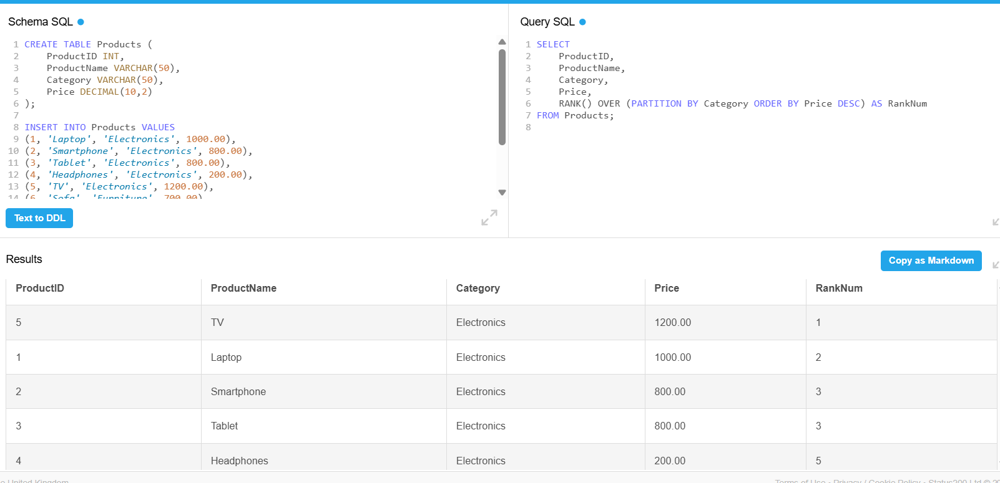 Schema SQL
1 CREATE TABLE Products (
2     ProductID INT,
3     ProductName VARCHAR(50),
4     Category VARCHAR(50),
5     Price DECIMAL(10,2)
6 );
7
8 INSERT INTO Products VALUES
9 (1, 'Laptop', 'Electronics', 1000.00),
10 (2, 'Smartphone', 'Electronics', 800.00),
11 (3, 'Tablet', 'Electronics', 800.00),
12 (4, 'Headphones', 'Electronics', 200.00),
13 (5, 'TV', 'Electronics', 1200.00),
14 (6, 'Sofa', 'Furniture', 700.00)
Text to DDL
Query SQL
1 SELECT
2     ProductID,
3     ProductName,
4     Category,
5     Price,
6     RANK() OVER (PARTITION BY Category ORDER BY Price DESC) AS RankNum
7 FROM Products;
8
Results
Copy as Markdown
ProductID ProductName Category Price RankNum
5 TV Electronics 1200.00 1
1 Laptop Electronics 1000.00 2
2 Smartphone Electronics 800.00 3
3 Tablet Electronics 800.00 3
4 Headphones Electronics 200.00 5
United Kingdom
Terms of Use • Privacy / Cookie Policy • Status200 Ltd ©